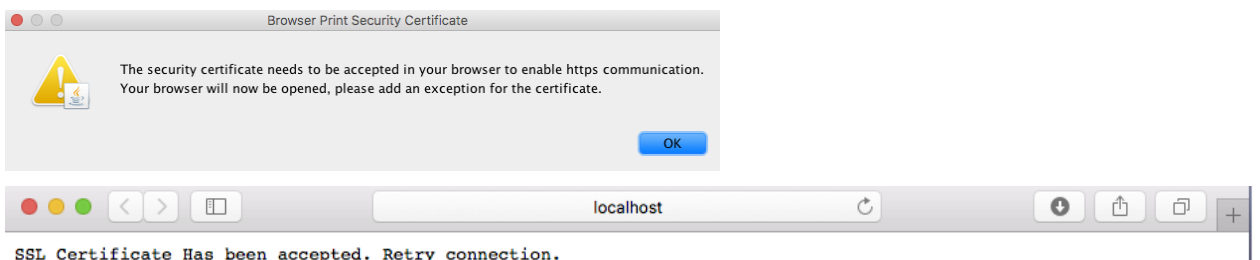 Browser Print Security Certificate
The security certificate needs to be accepted in your browser to enable https communication.
Your browser will now be opened, please add an exception for the certificate.
OK
localhost
SSL Certificate Has been accepted. Retry connection.